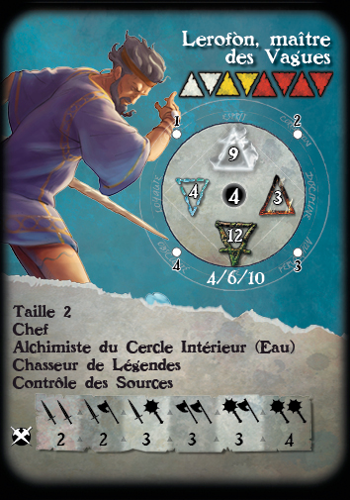 Lerofòn, maître
des Vagues
1
2
9
4
4
3
12
4
3
4/6/10
Taille 2
Chef
Alchimiste du Cercle Intérieur (Eau)
Chasseur de Légendes
Contrôle des Sources
2 2 3 3 3 4